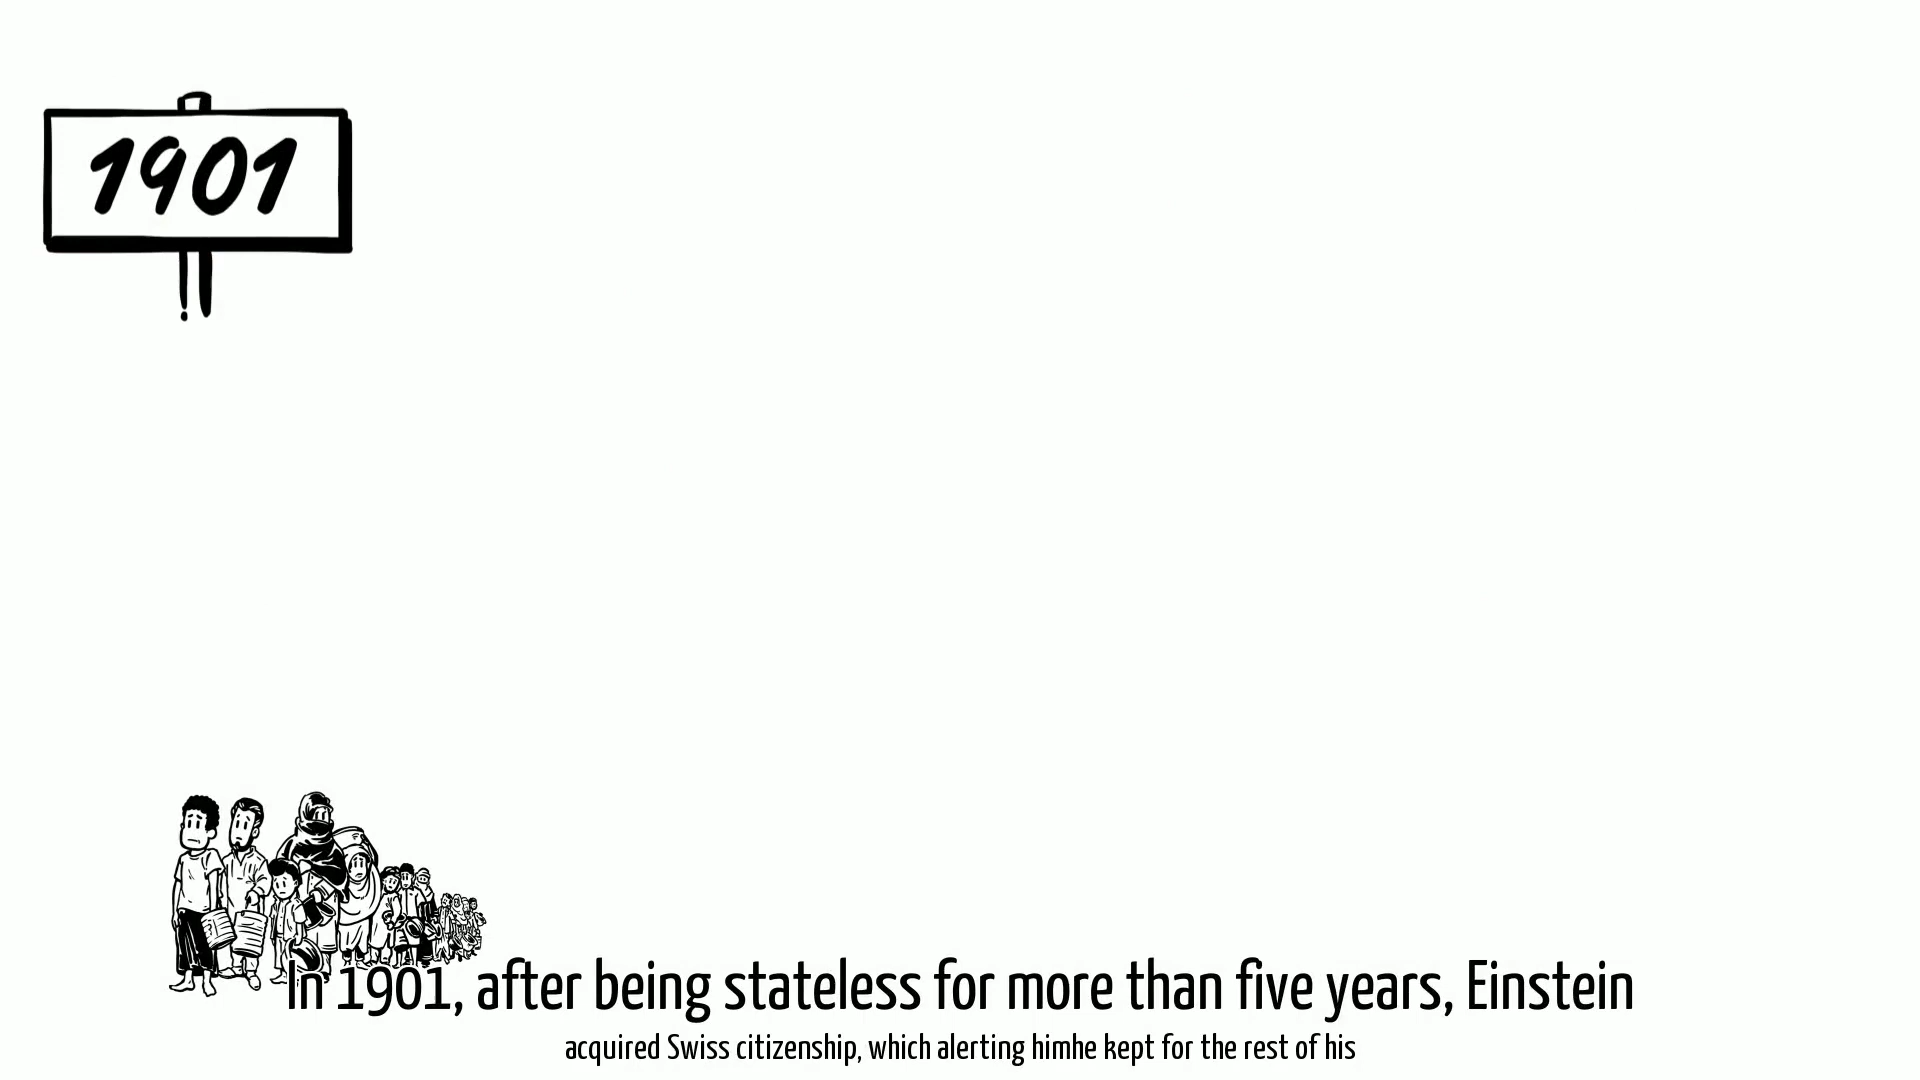 1901
In 1901, after being stateless for more than five years, Einstein
acquired Swiss citizenship, which alerting himhe kept for the rest of his